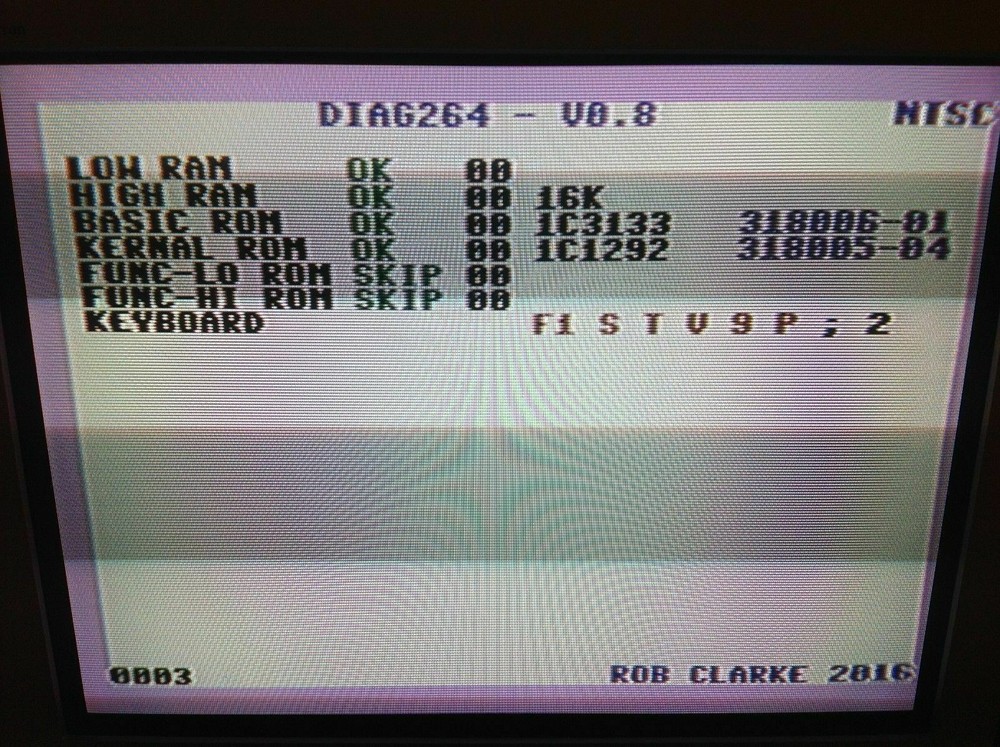 DIAG264 - V0.8 NTSC
LOW RAM OK 00
HIGH RAM OK 00 16K
BASIC ROM OK 00 1C3133 318006-01
KERNAL ROM OK 00 1C1292 318005-04
FUNC-LO ROM SKIP 00
FUNC-HI ROM SKIP 00
KEYBOARD F1 S T V 9 P ; 2
0003 ROB CLARKE 2016